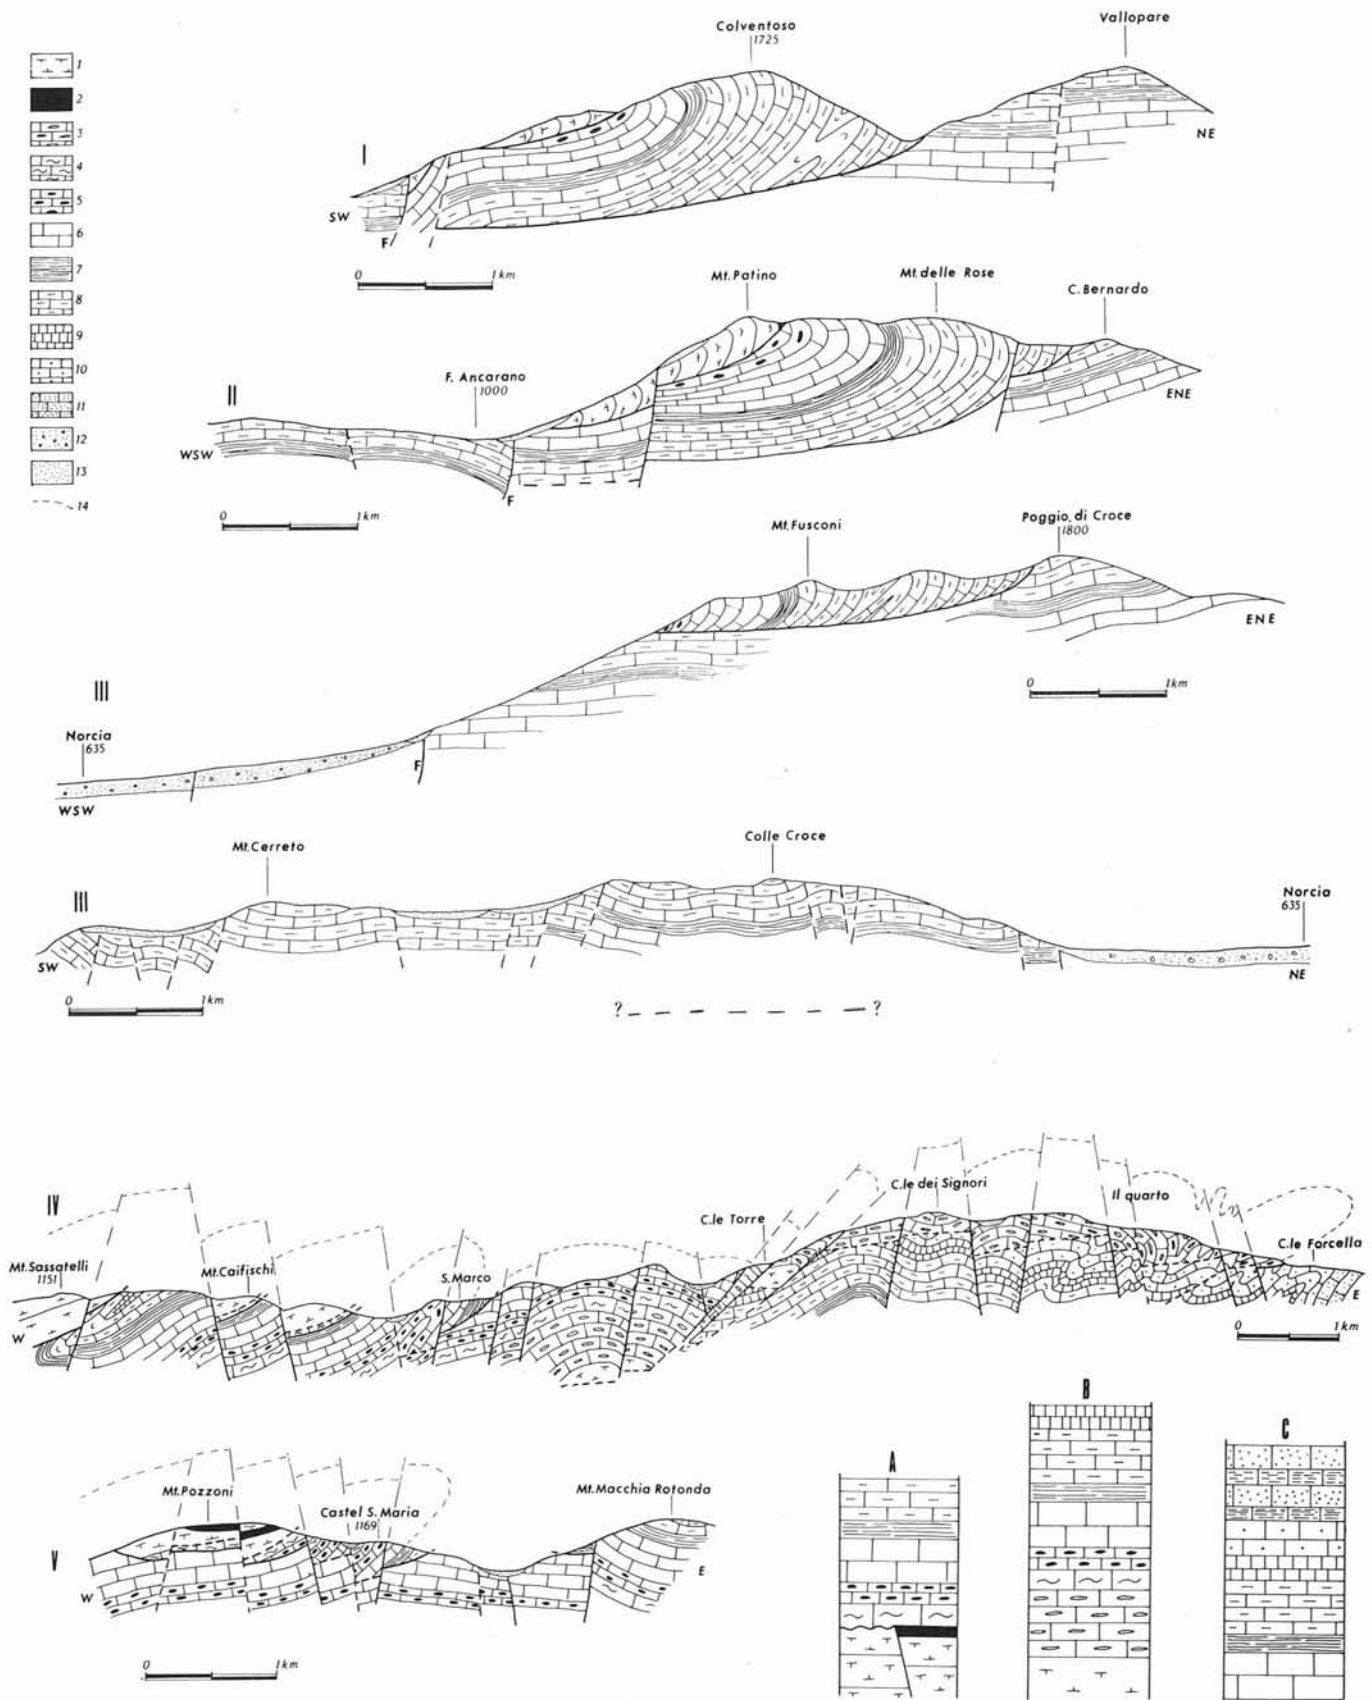 1
2
3
4
5
6
7
8
9
10
11
12
13
14
I
Colventoso
1725
Vallopare
SW
F
NE
0 1 km
II
F. Ancarano
1000
Mt. Patino
Mt. delle Rose
C. Bernardo
WSW
F
ENE
0 1 km
III
Mt. Fusconi
Poggio di Croce
1800
Norcia
635
F
WSW
ENE
0 1 km
III
Mt. Cerreto
Colle Croce
Norcia
635
SW
NE
0 1 km
? ?
IV
Mt. Sassatelli
1151
Mt. Caifischi
S. Marco
C.le Torre
C.le dei Signori
Il quarto
C.le Forcella
W
E
0 1 km
V
Mt. Pozzoni
Castel S. Maria
1169
Mt. Macchia Rotonda
W
E
0 1 km
A
B
C